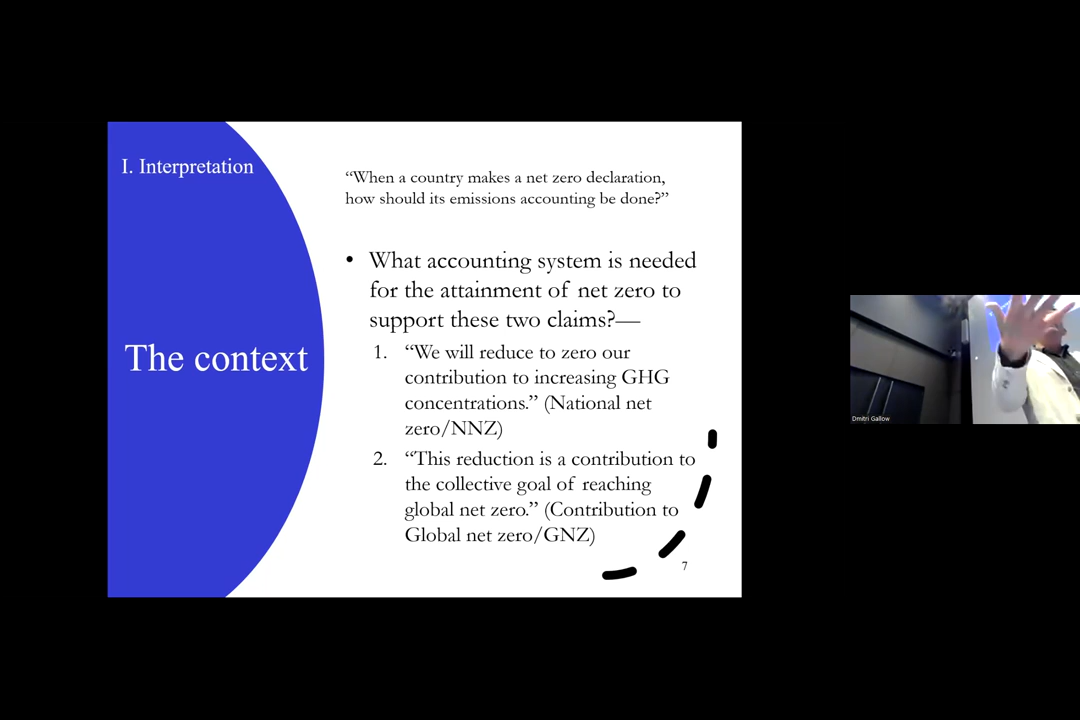 I. Interpretation
The context
“When a country makes a net zero declaration,
how should its emissions accounting be done?”
• What accounting system is needed
for the attainment of net zero to
support these two claims?—
1. “We will reduce to zero our
contribution to increasing GHG
concentrations.” (National net
zero/NNZ)
2. “This reduction is a contribution to
the collective goal of reaching
global net zero.” (Contribution to
Global net zero/GNZ)
7
Dmitri Gallow